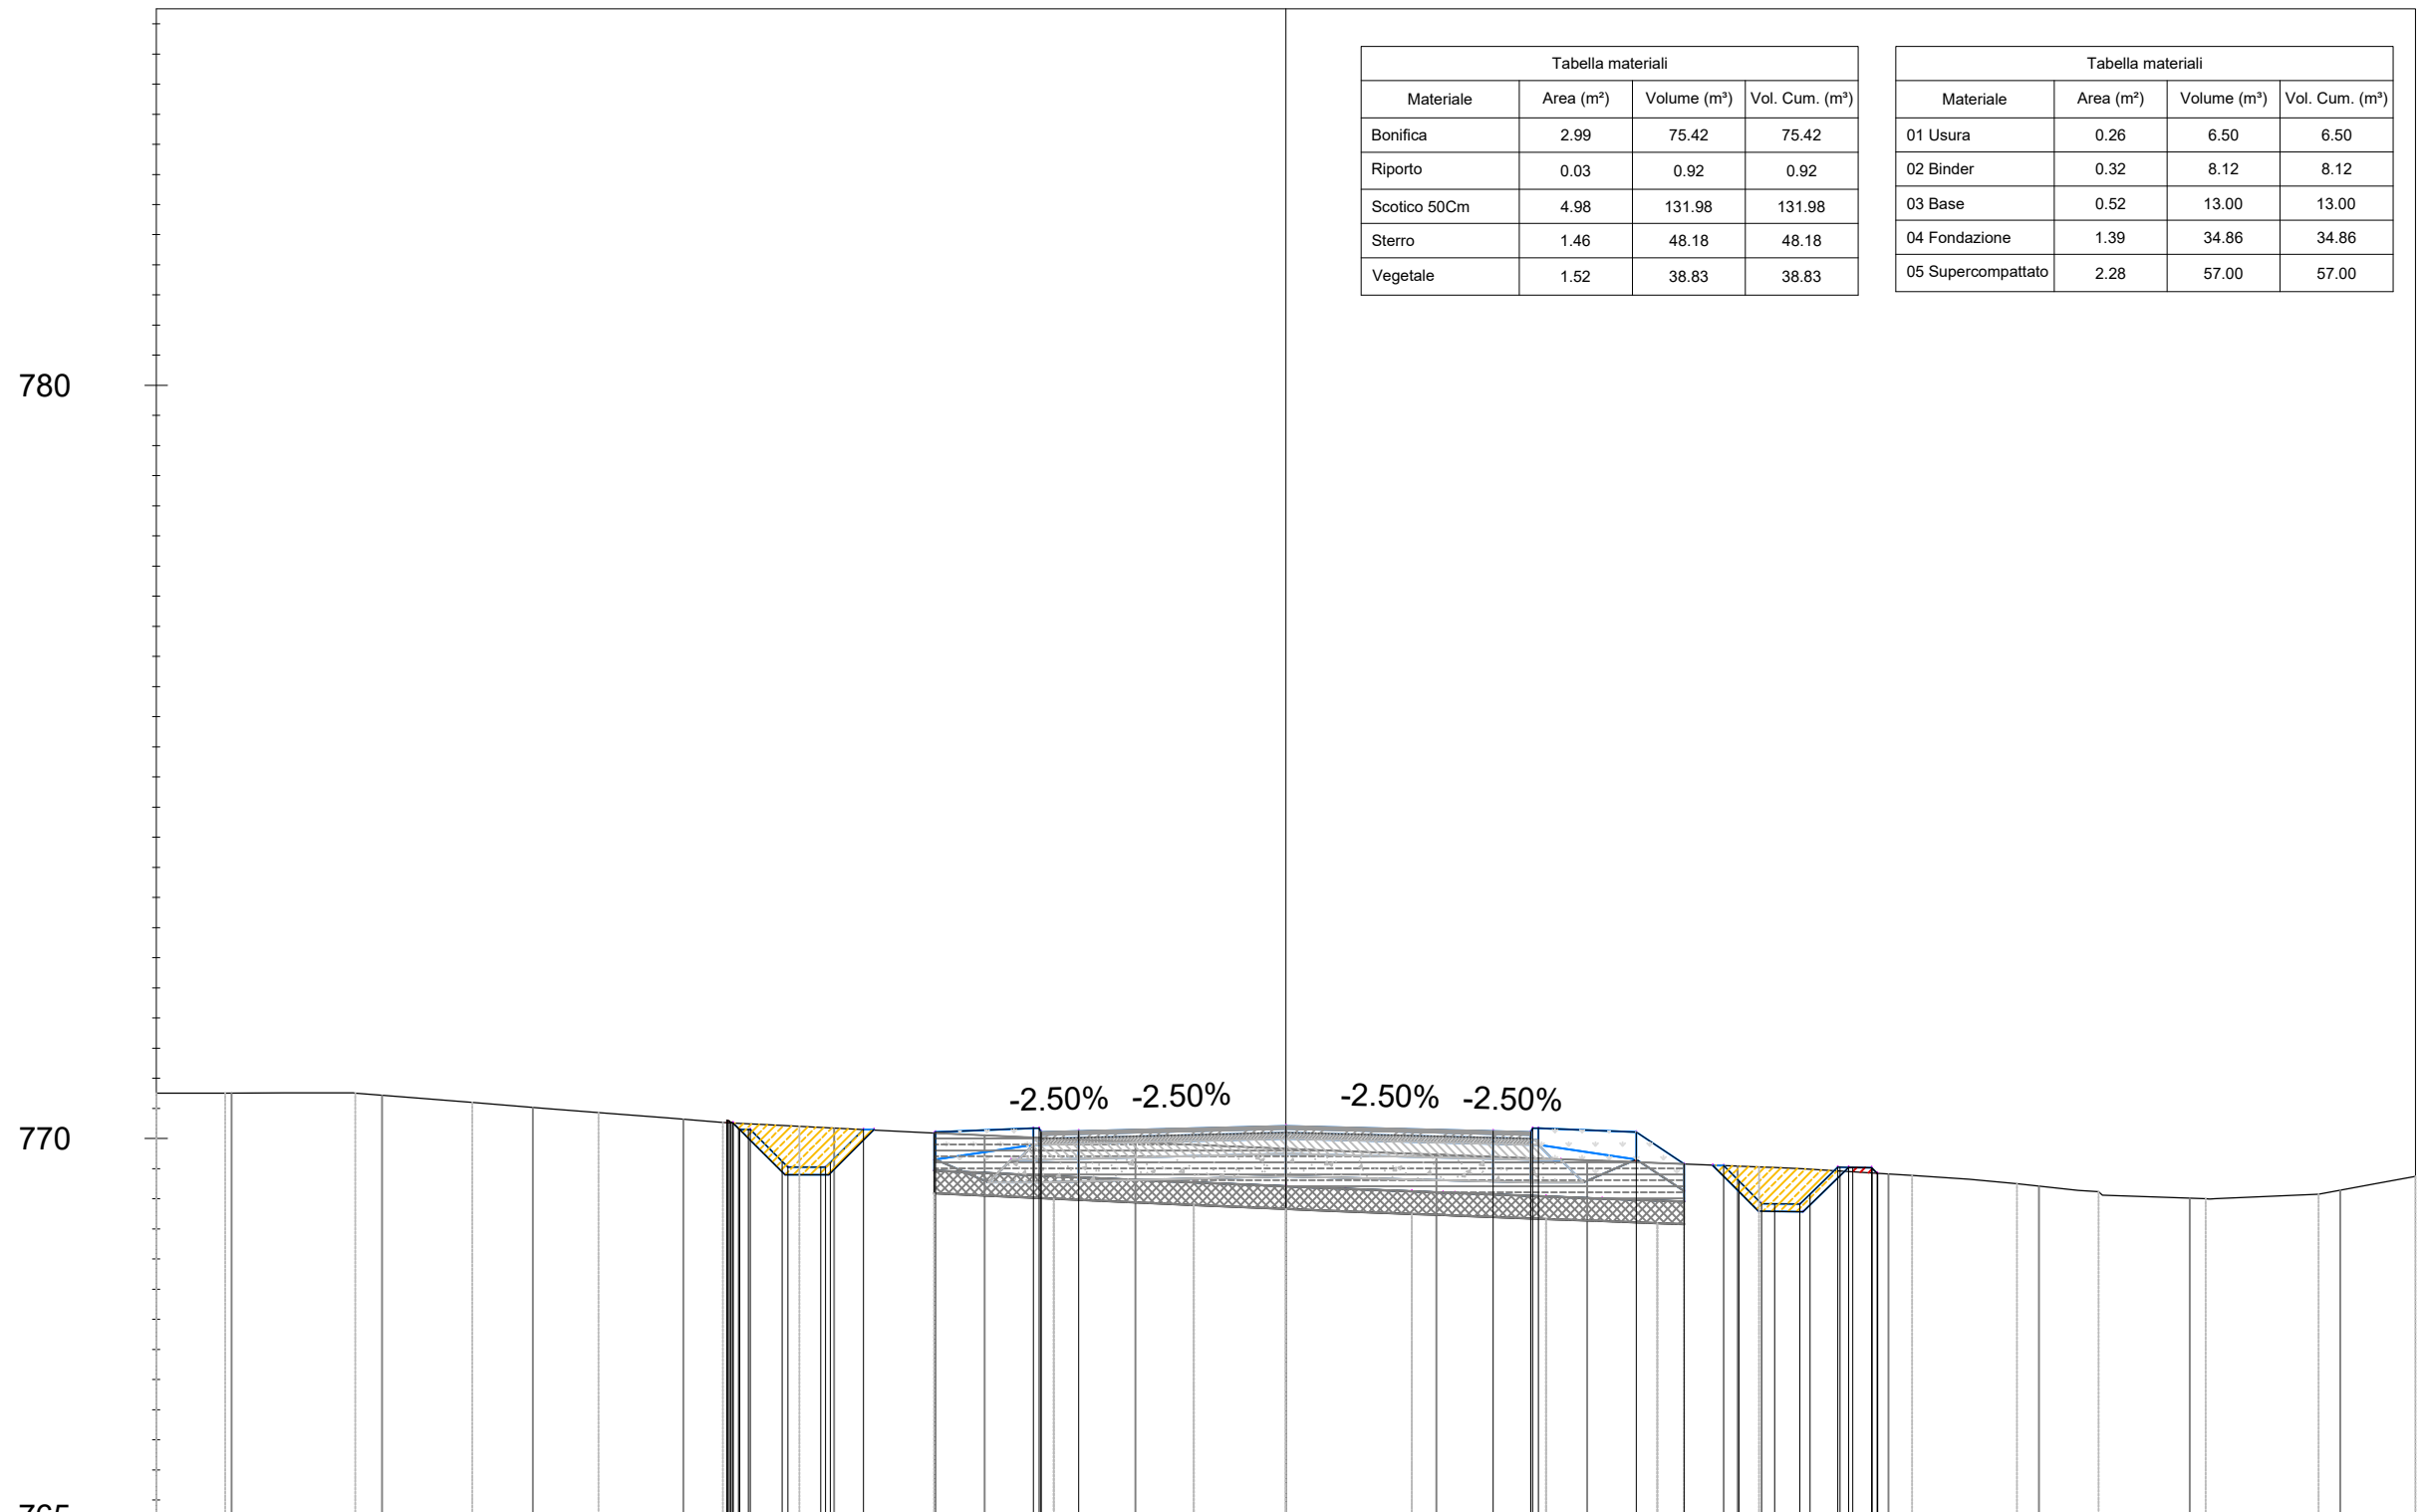 Tabella materiali
Materiale Area (m²) Volume (m³) Vol. Cum. (m³)
Bonifica 2.99 75.42 75.42
Riporto 0.03 0.92 0.92
Scotico 50Cm 4.98 131.98 131.98
Sterro 1.46 48.18 48.18
Vegetale 1.52 38.83 38.83
Tabella materiali
Materiale Area (m²) Volume (m³) Vol. Cum. (m³)
01 Usura 0.26 6.50 6.50
02 Binder 0.32 8.12 8.12
03 Base 0.52 13.00 13.00
04 Fondazione 1.39 34.86 34.86
05 Supercompattato 2.28 57.00 57.00
780
-2.50% -2.50% -2.50% -2.50%
770
765